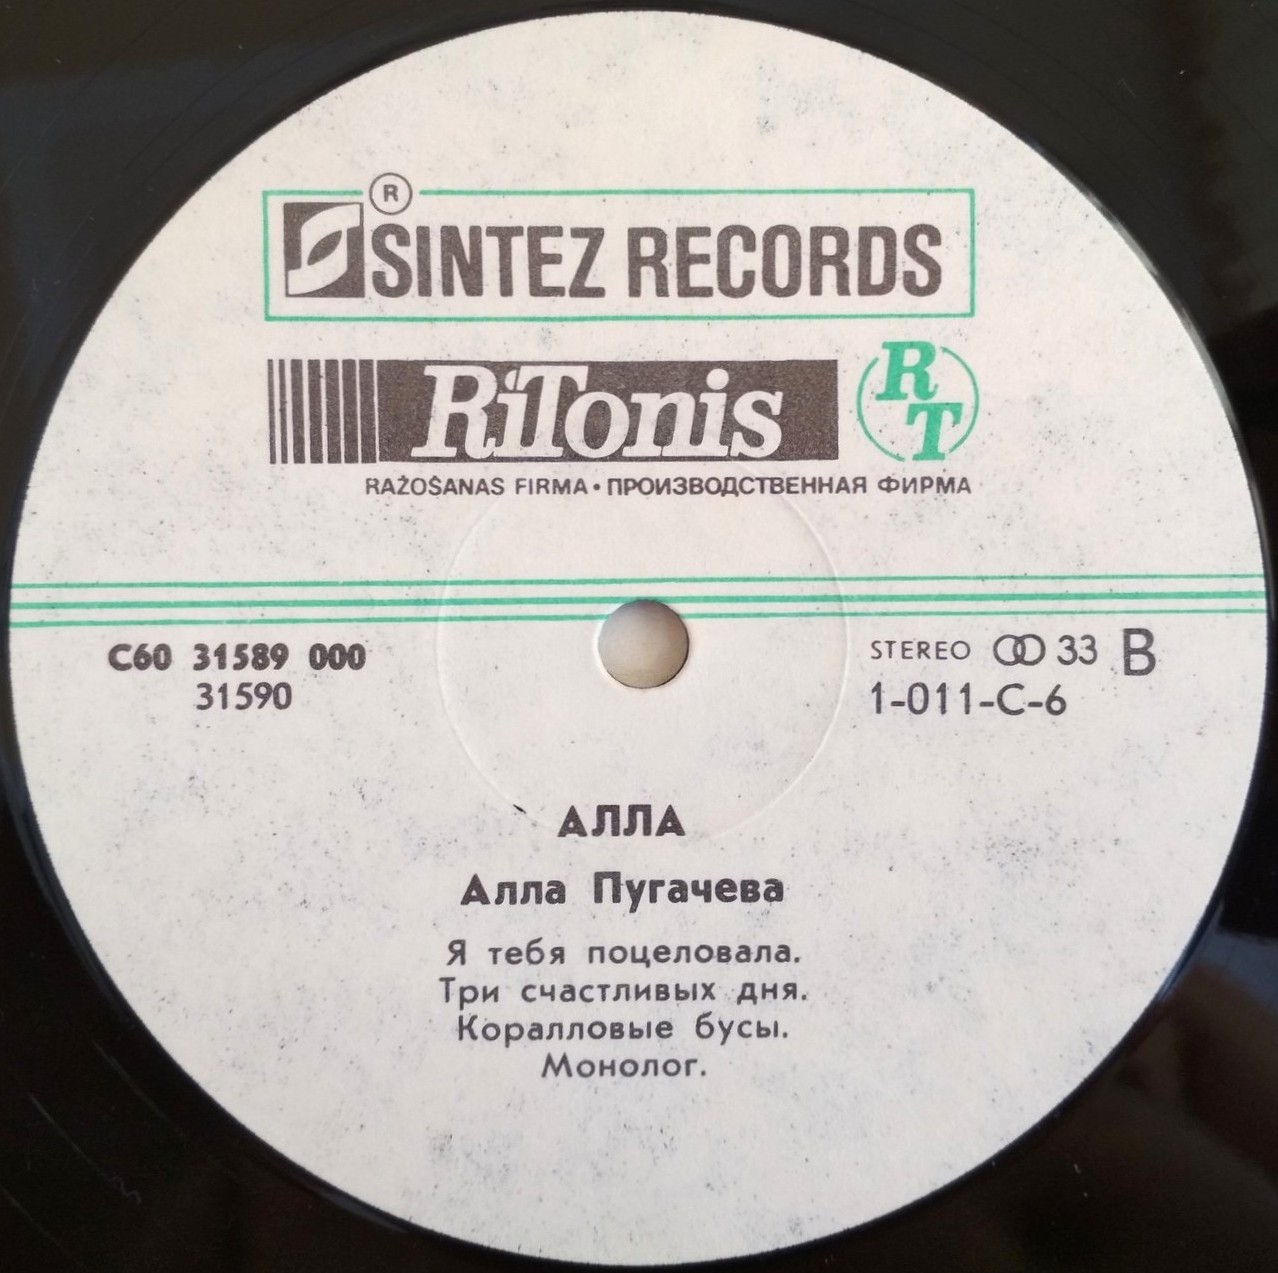 ®
SINTEZ RECORDS
RiTonis RT
RAŽOŠANAS FIRMA • ПРОИЗВОДСТВЕННАЯ ФИРМА
С60 31589 000
31590
STEREO 33 B
1-011-C-6
АЛЛА
Алла Пугачева
Я тебя поцеловала.
Три счастливых дня.
Коралловые бусы.
Монолог.